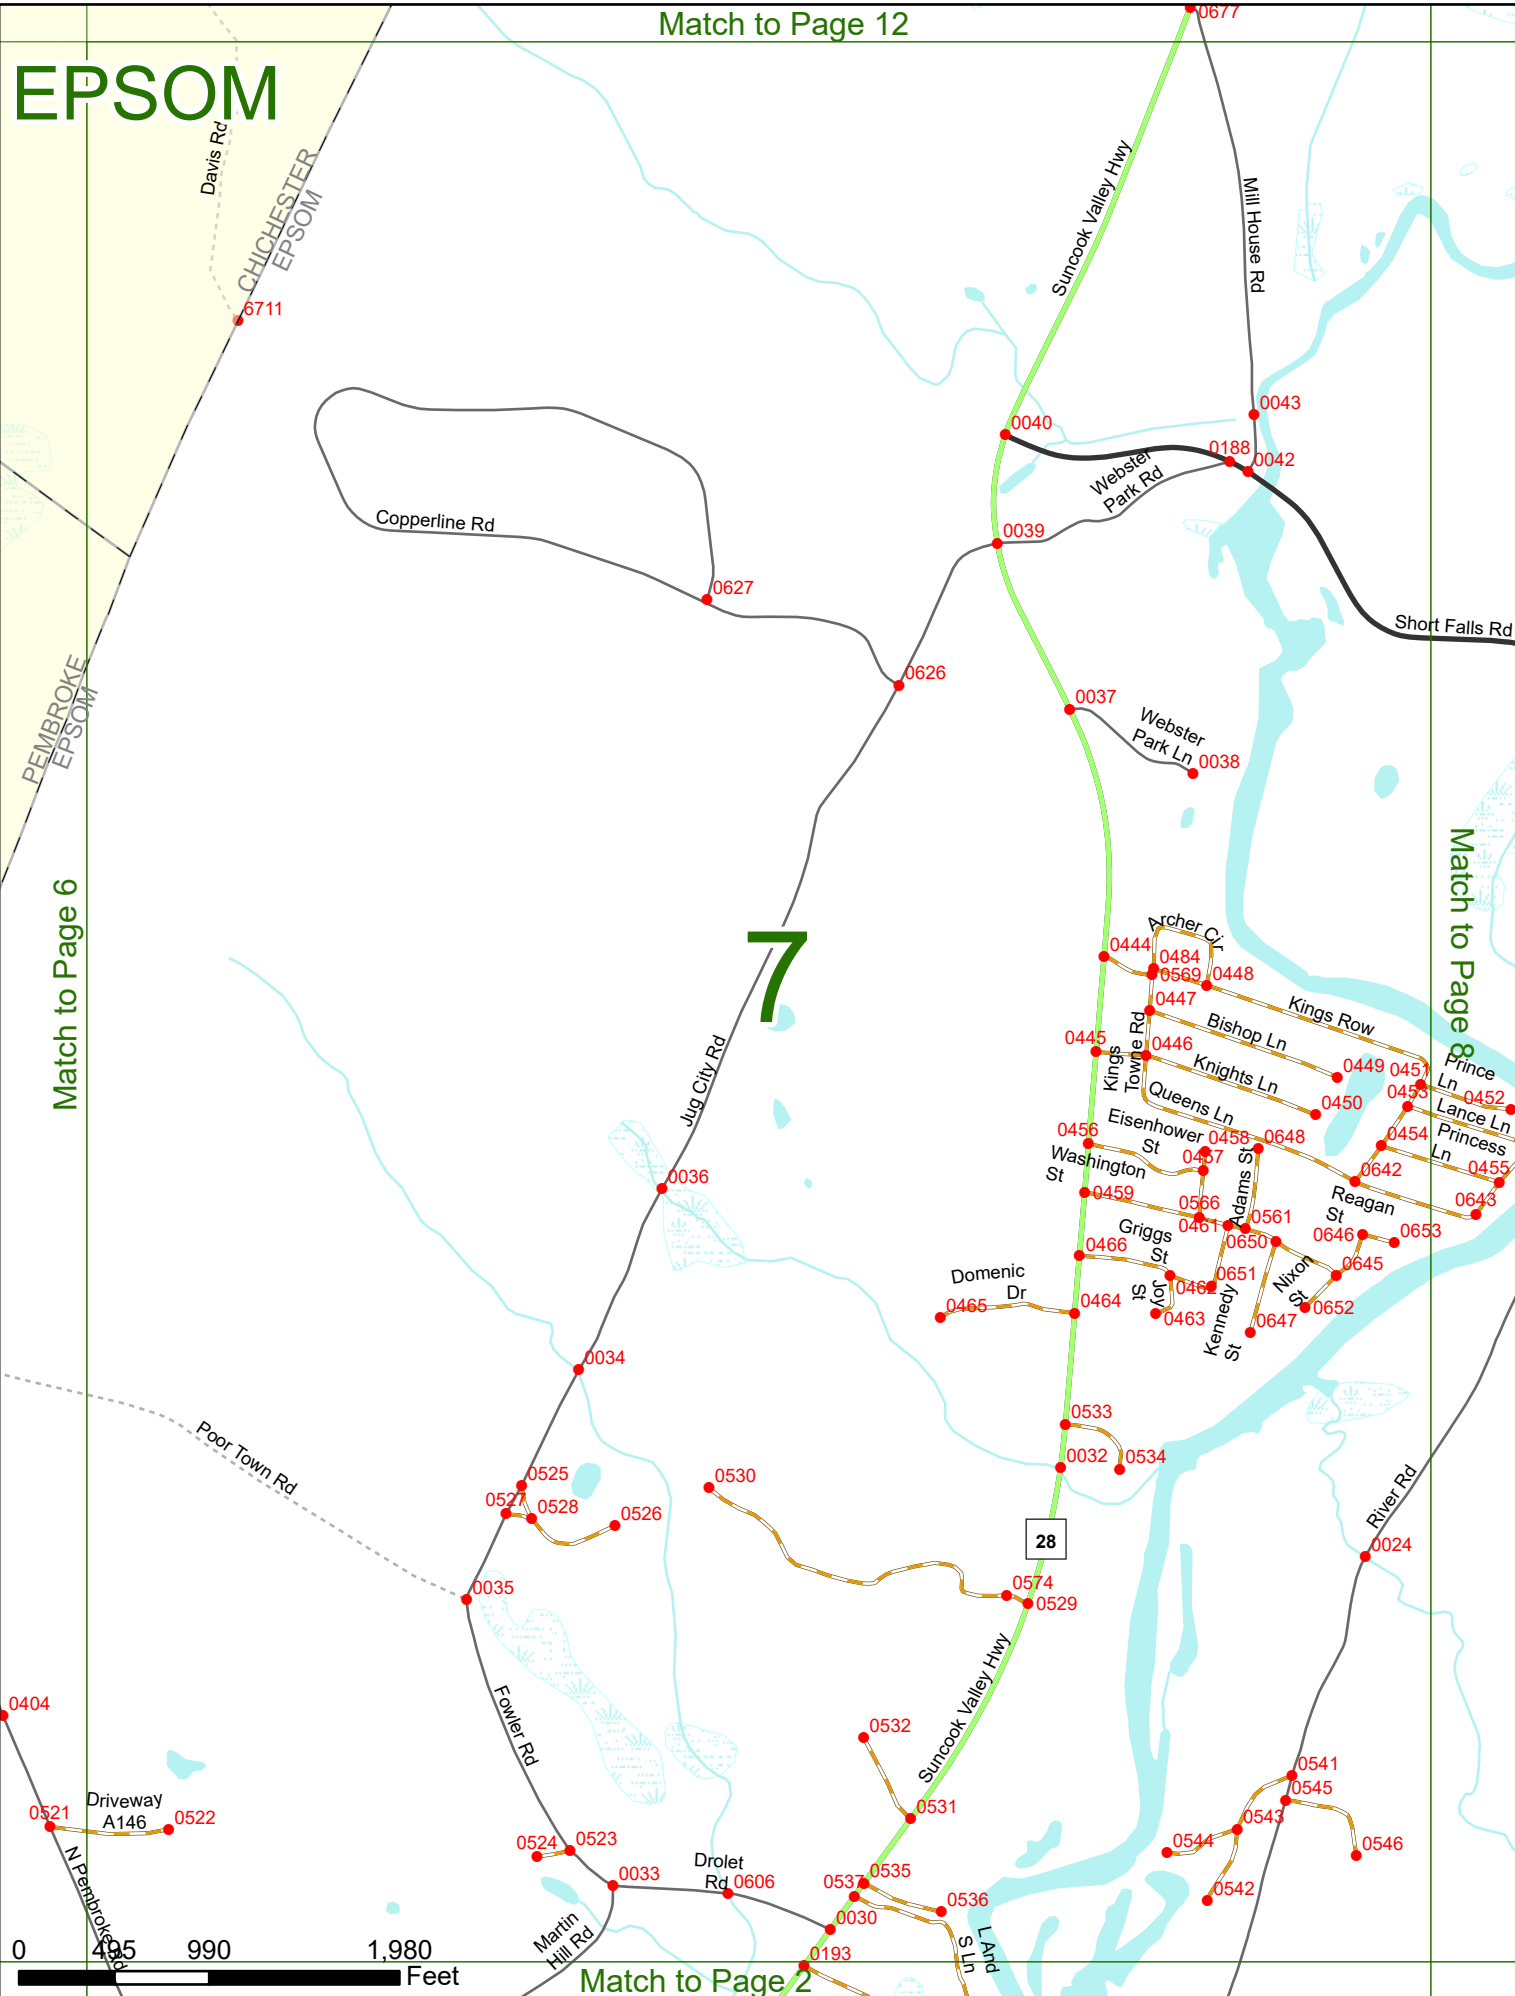 Match to Page 12
0677
EPSOM
Davis Rd
CHICHESTER
EPSOM
Suncook Valley Hwy
Mill House Rd
6711
0040
0043
0188
0042
Webster
Park Rd
Copperline Rd
0039
0627
Short Falls Rd
0626
0037
Webster
Park Ln
0038
PEMBROKE
EPSOM
Match to Page 6
Match to Page 8
7
Archer Cir
0444
0484
0569
0448
0447
Kings Row
Bishop Ln
0445
0446
Kings
Towne Rd
Knights Ln
0449
0451
Prince
Ln
0452
0450
0453
Queens Ln
Lance Ln
Jug City Rd
0456
Eisenhower
St
0458
0648
0454
Princess
Ln
0457
Washington
St
0455
0036
0459
Adams St
0642
0566
0461
0561
Reagan
St
0643
Griggs
St
0650
0646
0653
0466
0645
Domenic
Dr
0462
0651
Nixon
St
0465
0464
Joy
St
0463
Kennedy
St
0647
0652
0034
0533
Poor Town Rd
0032
0534
0525
0530
0527
0528
0526
28
River Rd
0024
0574
0529
0035
Suncook Valley Hwy
Fowler Rd
0404
0532
0541
0545
Driveway
A146
0521
0522
0531
0543
0523
0524
0544
0546
Drolet
Rd
0033
0606
0535
0537
0536
0542
N Pembroke Rd
0030
Martin
Hill Rd
L And
S Ln
0193
0
495
990
1,980
Feet
Match to Page 2